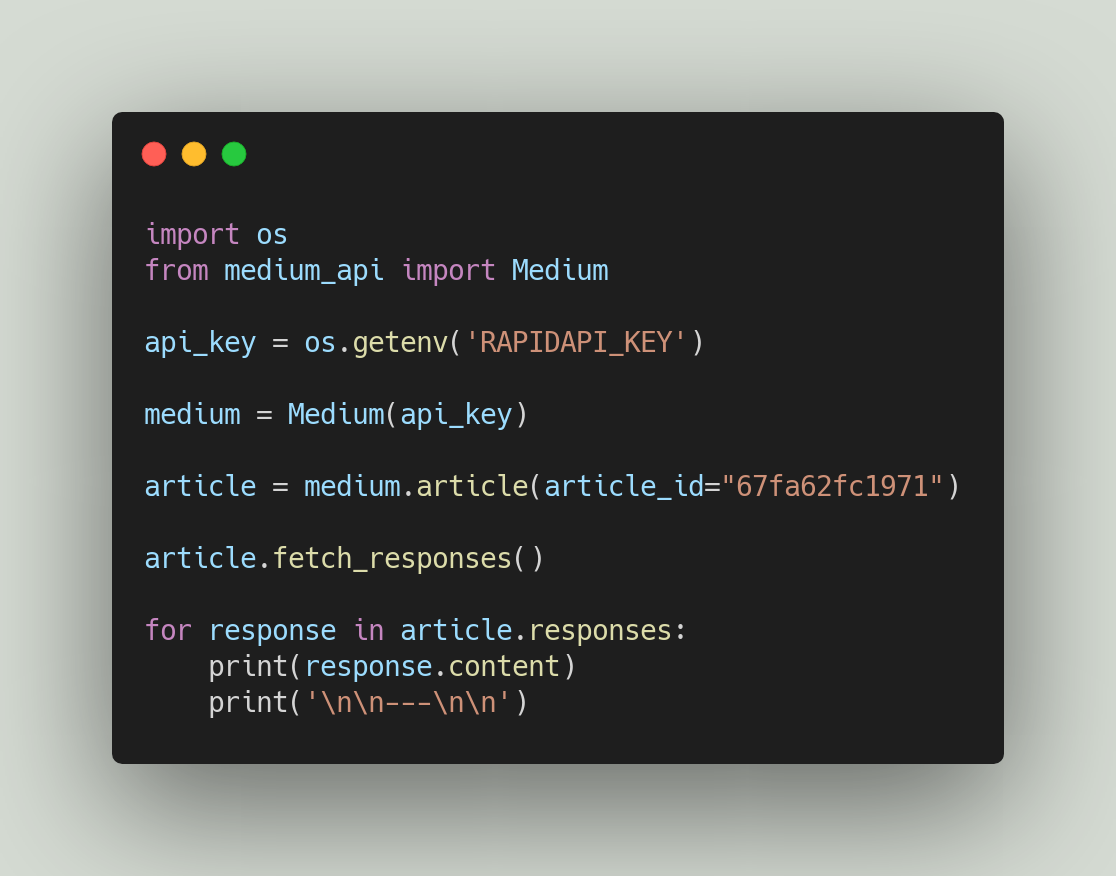 import os
from medium_api import Medium

api_key = os.getenv('RAPIDAPI_KEY')

medium = Medium(api_key)

article = medium.article(article_id="67fa62fc1971")

article.fetch_responses()

for response in article.responses:
    print(response.content)
    print('\n\n---\n\n')